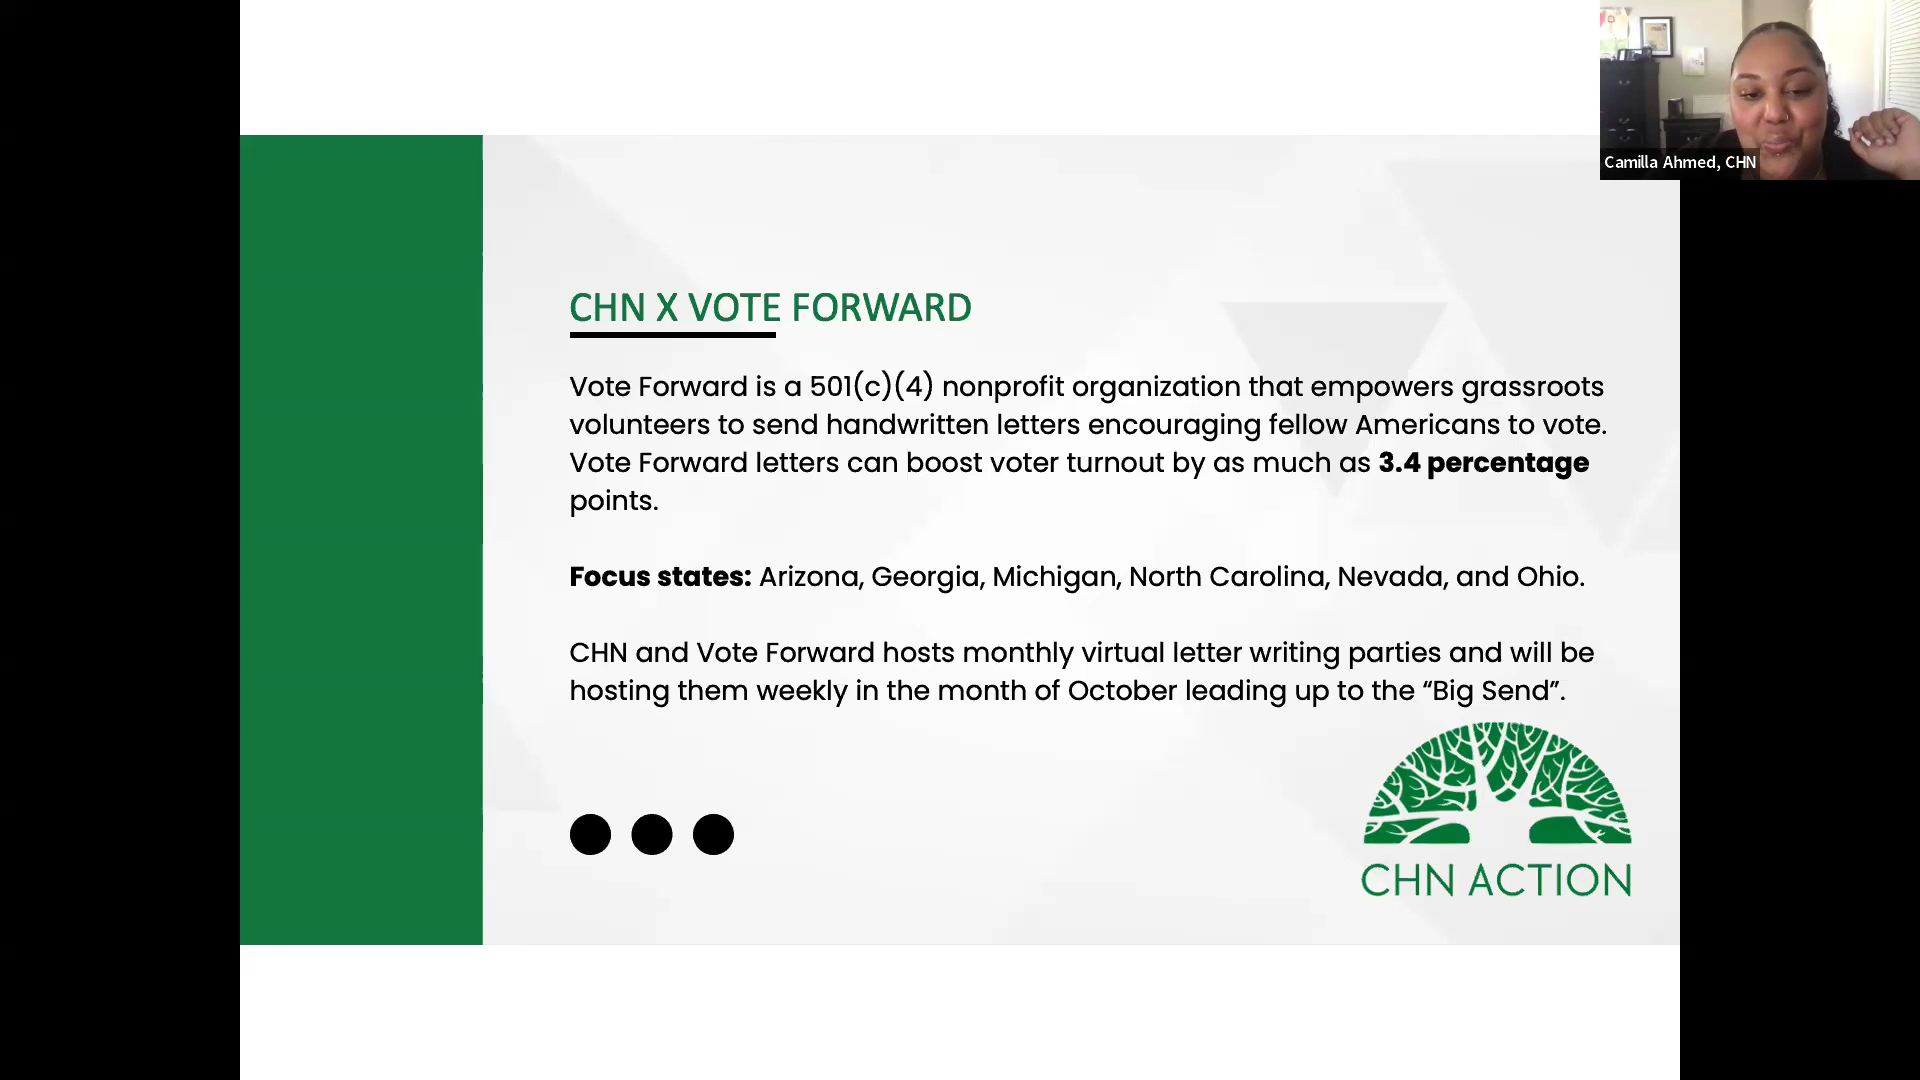 Camilla Ahmed, CHN
CHN X VOTE FORWARD
Vote Forward is a 501(c)(4) nonprofit organization that empowers grassroots
volunteers to send handwritten letters encouraging fellow Americans to vote.
Vote Forward letters can boost voter turnout by as much as 3.4 percentage
points.
Focus states: Arizona, Georgia, Michigan, North Carolina, Nevada, and Ohio.
CHN and Vote Forward hosts monthly virtual letter writing parties and will be
hosting them weekly in the month of October leading up to the “Big Send”.
CHN ACTION